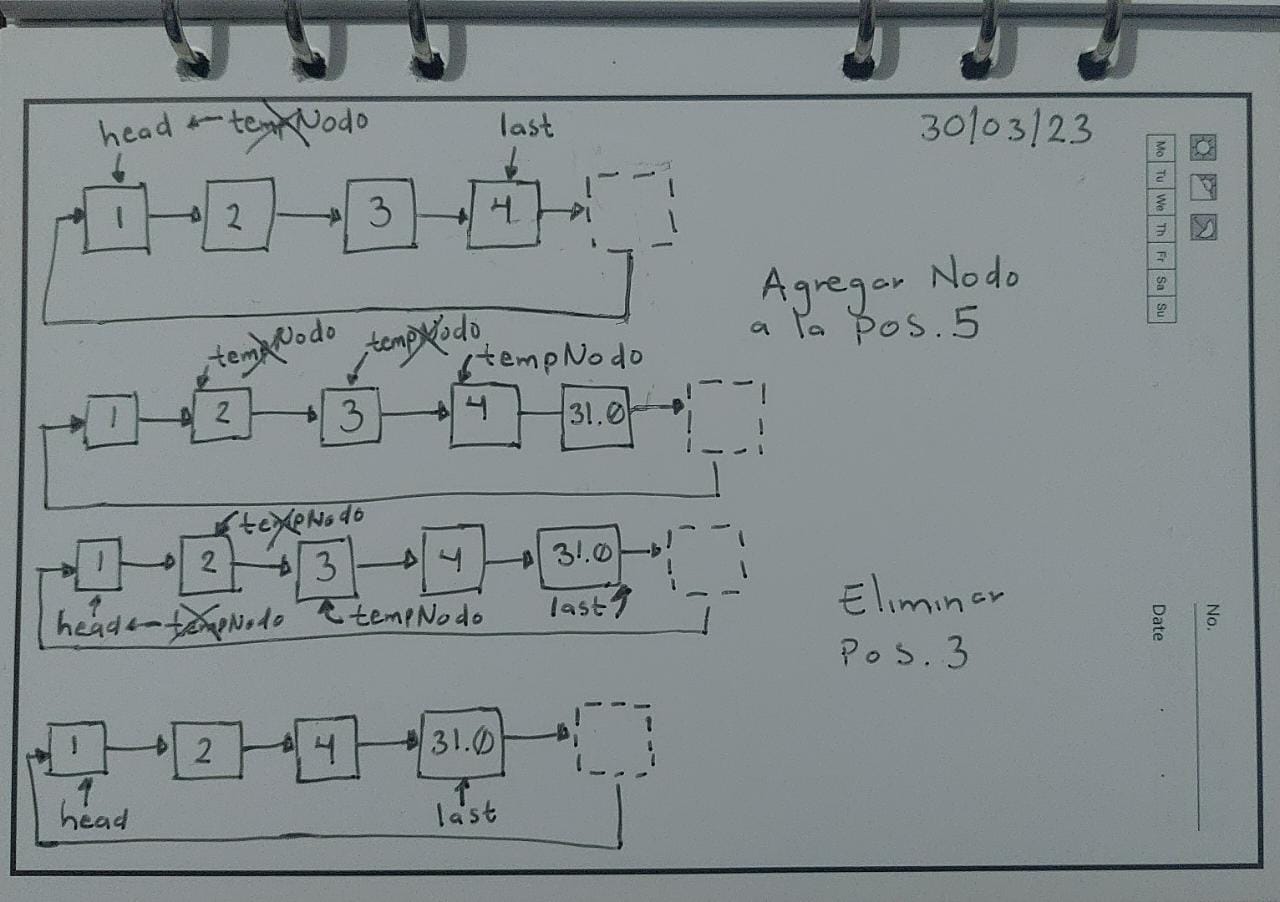 head ← tempNodo
last
30/03/23
1 2 3 4
Agregar Nodo
a la pos. 5
tempNodo tempNodo tempNodo
1 2 3 4 31.0
tempNodo
1 2 3 4 31.0
head ← tempNodo tempNodo last
Eliminar
Pos. 3
1 2 4 31.0
head last
Mo Tu We Th Fr Sa Su
No.
Date